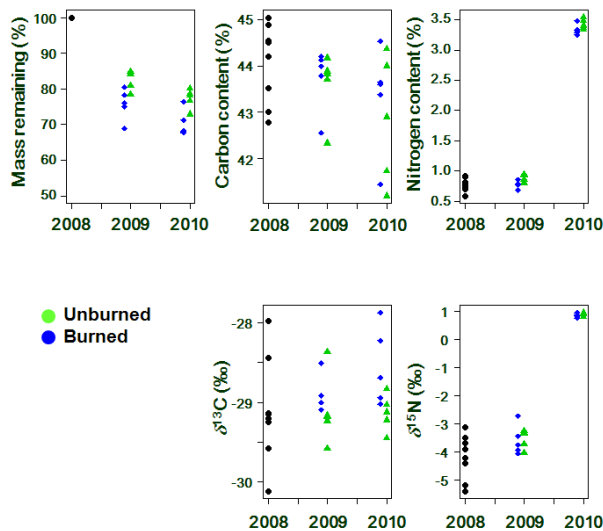 Mass remaining (%)
100
90
80
70
60
50
2008 2009 2010
Carbon content (%)
45
44
43
42
2008 2009 2010
Nitrogen content (%)
3.5
3.0
2.5
2.0
1.5
1.0
0.5
2008 2009 2010
Unburned
Burned
δ¹³C (‰)
-28
-29
-30
2008 2009 2010
δ¹⁵N (‰)
1
0
-1
-2
-3
-4
-5
2008 2009 2010